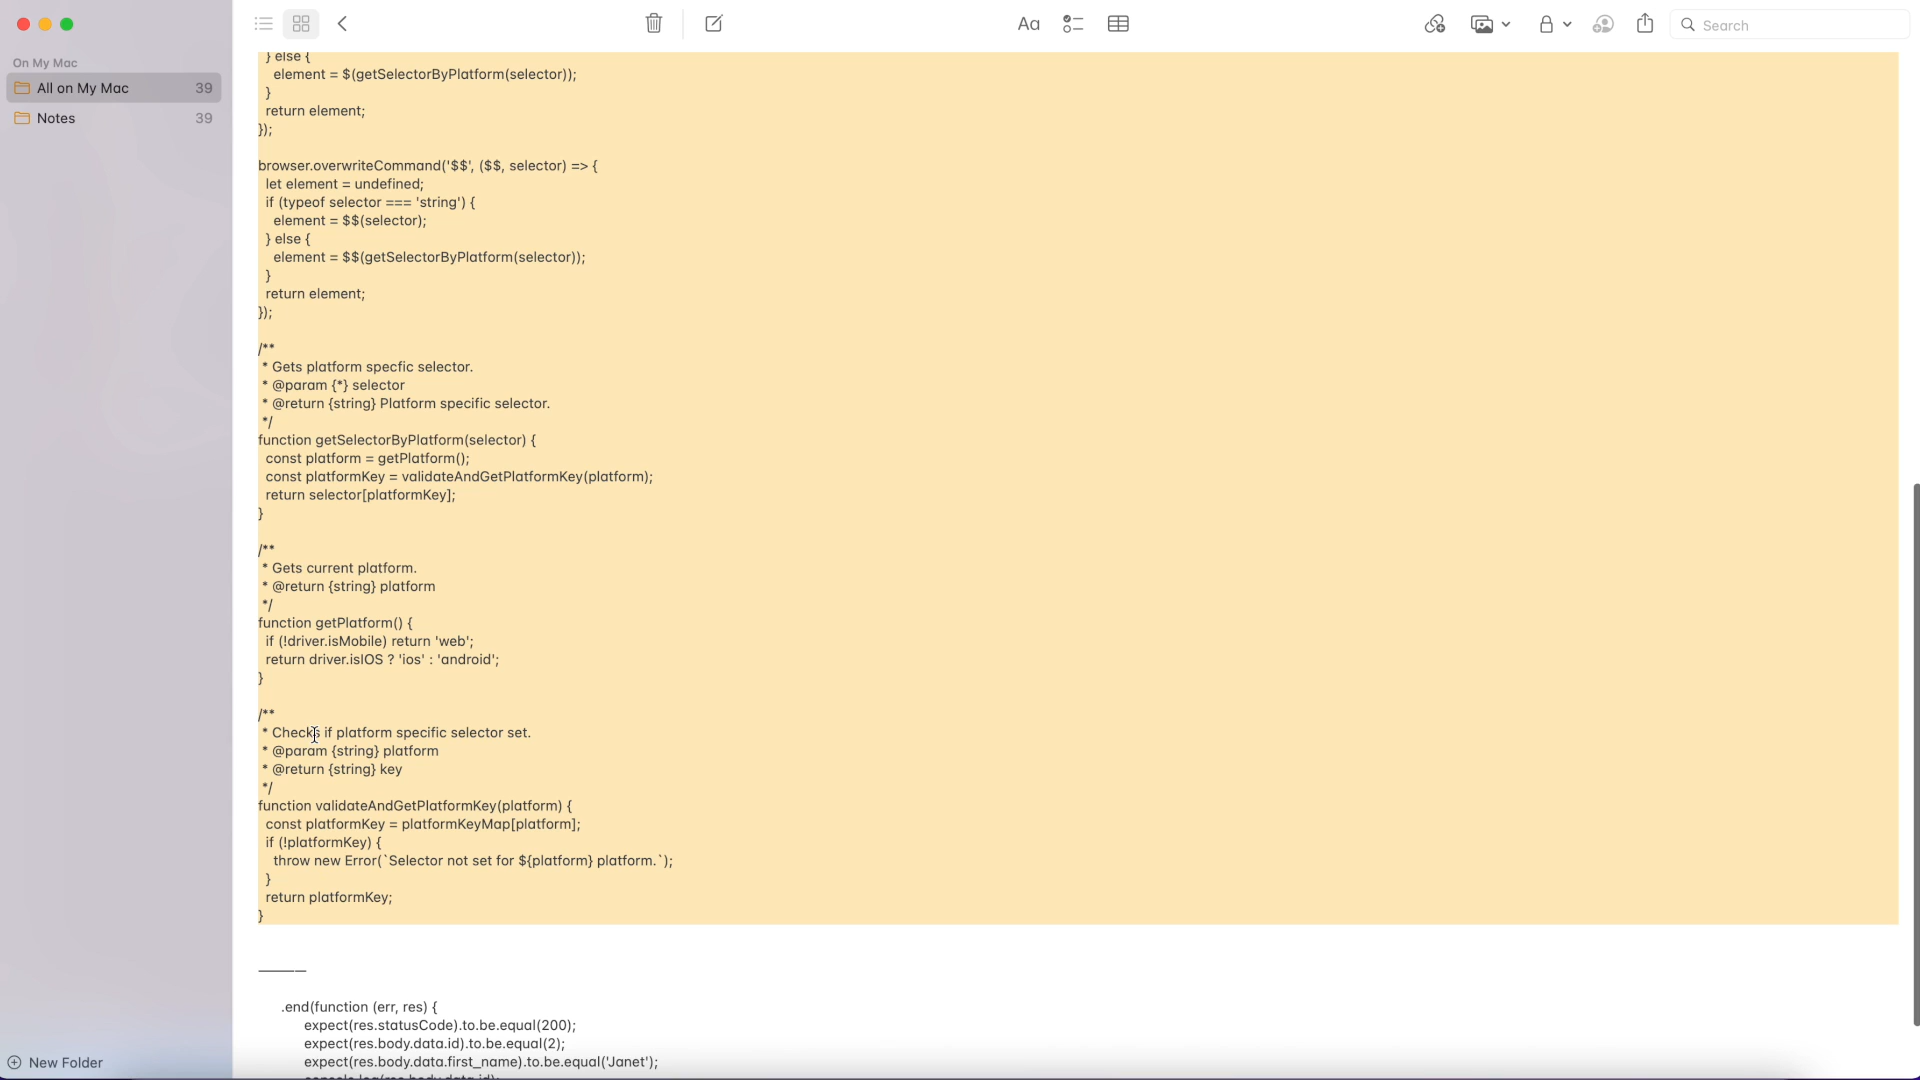 Search
On My Mac
All on My Mac 39
Notes 39
New Folder
Aa
} else {
element = $(getSelectorByPlatform(selector));
}
return element;
});
browser.overwriteCommand('$$', ($$, selector) => {
let element = undefined;
if (typeof selector === 'string') {
element = $$(selector);
} else {
element = $$(getSelectorByPlatform(selector));
}
return element;
});
/**
* Gets platform specfic selector.
* @param {*} selector
* @return {string} Platform specific selector.
*/
function getSelectorByPlatform(selector) {
const platform = getPlatform();
const platformKey = validateAndGetPlatformKey(platform);
return selector[platformKey];
}
/**
* Gets current platform.
* @return {string} platform
*/
function getPlatform() {
if (!driver.isMobile) return 'web';
return driver.isIOS ? 'ios' : 'android';
}
/**
* Checks if platform specific selector set.
* @param {string} platform
* @return {string} key
*/
function validateAndGetPlatformKey(platform) {
const platformKey = platformKeyMap[platform];
if (!platformKey) {
throw new Error(`Selector not set for ${platform} platform.`);
}
return platformKey;
}
.end(function (err, res) {
expect(res.statusCode).to.be.equal(200);
expect(res.body.data.id).to.be.equal(2);
expect(res.body.data.first_name).to.be.equal('Janet');